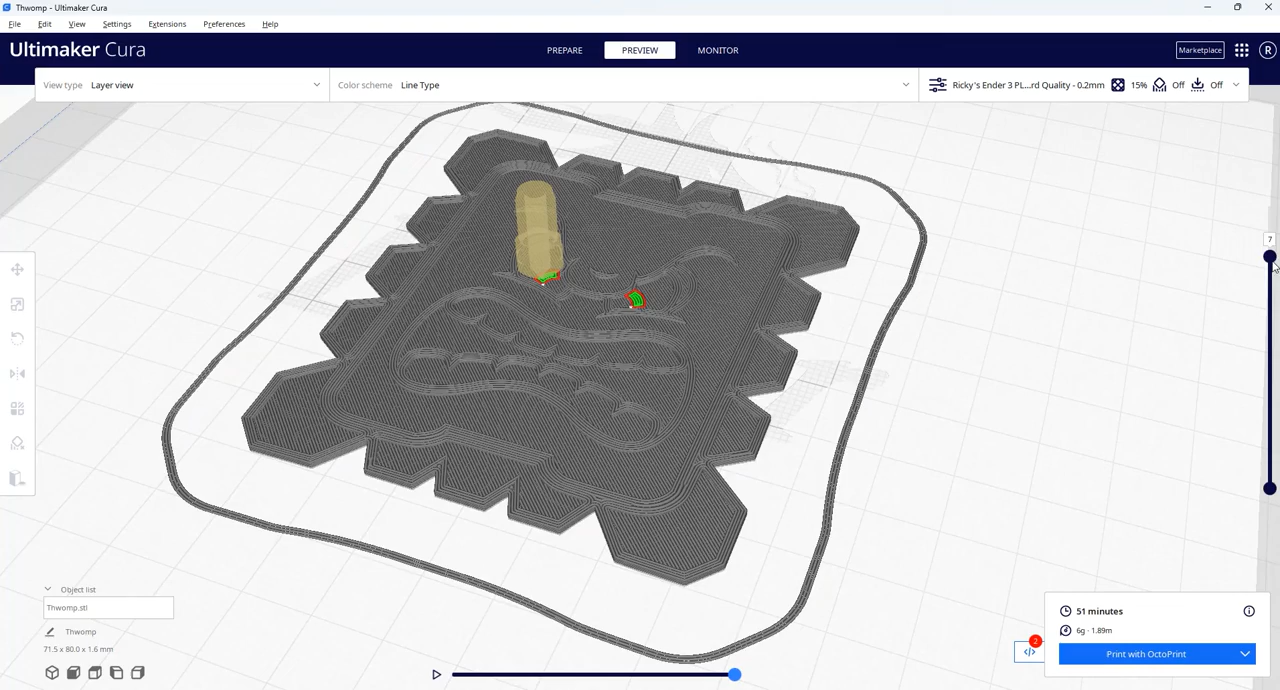 Thwomp - Ultimaker Cura
File Edit View Settings Extensions Preferences Help
Ultimaker Cura
PREPARE PREVIEW MONITOR
Marketplace
R
View type Layer view
Color scheme Line Type
Ricky's Ender 3 PL...rd Quality - 0.2mm 15% Off Off
7
Object list
Thwomp.stl
Thwomp
71.5 x 80.0 x 1.6 mm
2
51 minutes
6g · 1.89m
Print with OctoPrint